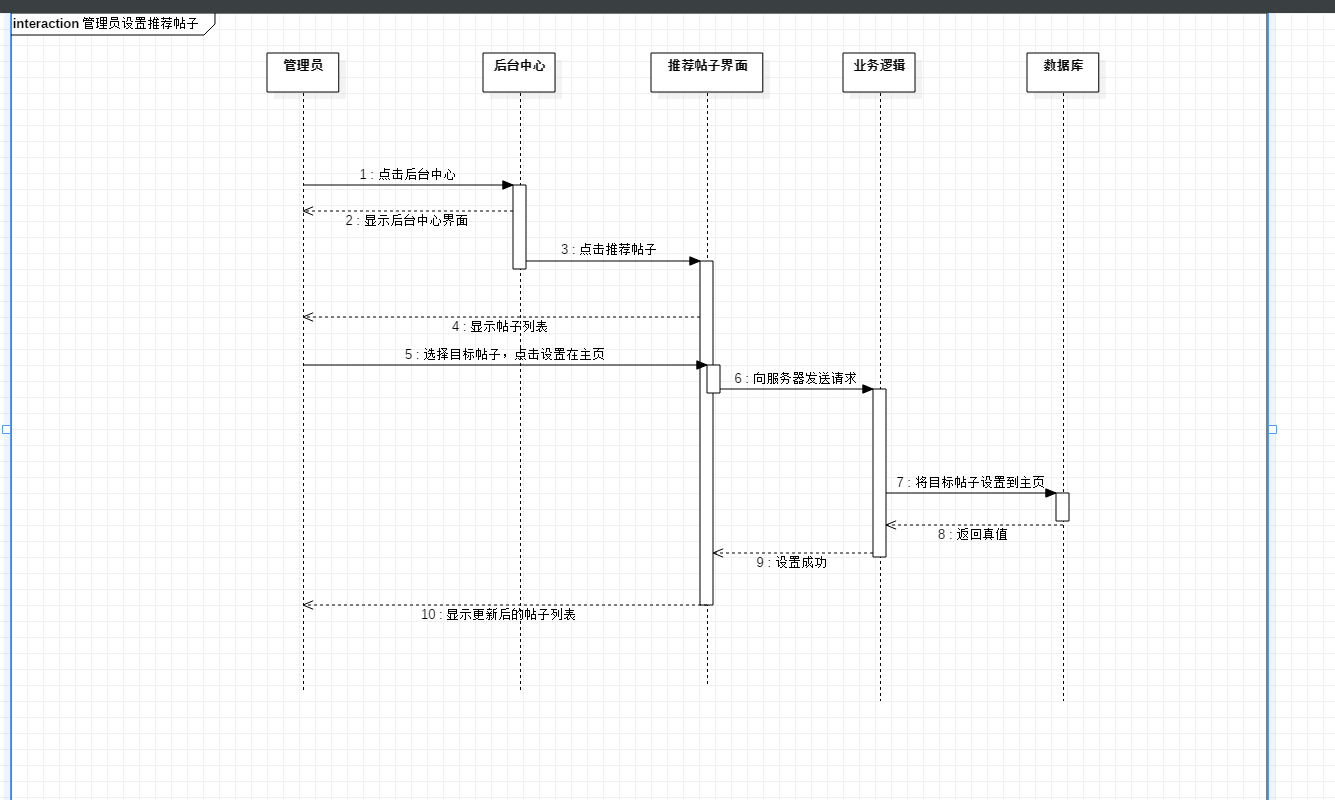 interaction 管理员设置推荐帖子
管理员
后台中心
推荐帖子界面
业务逻辑
数据库
1 : 点击后台中心
2 : 显示后台中心界面
3 : 点击推荐帖子
4 : 显示帖子列表
5 : 选择目标帖子，点击设置在主页
6 : 向服务器发送请求
7 : 将目标帖子设置到主页
8 : 返回真值
9 : 设置成功
10 : 显示更新后的帖子列表